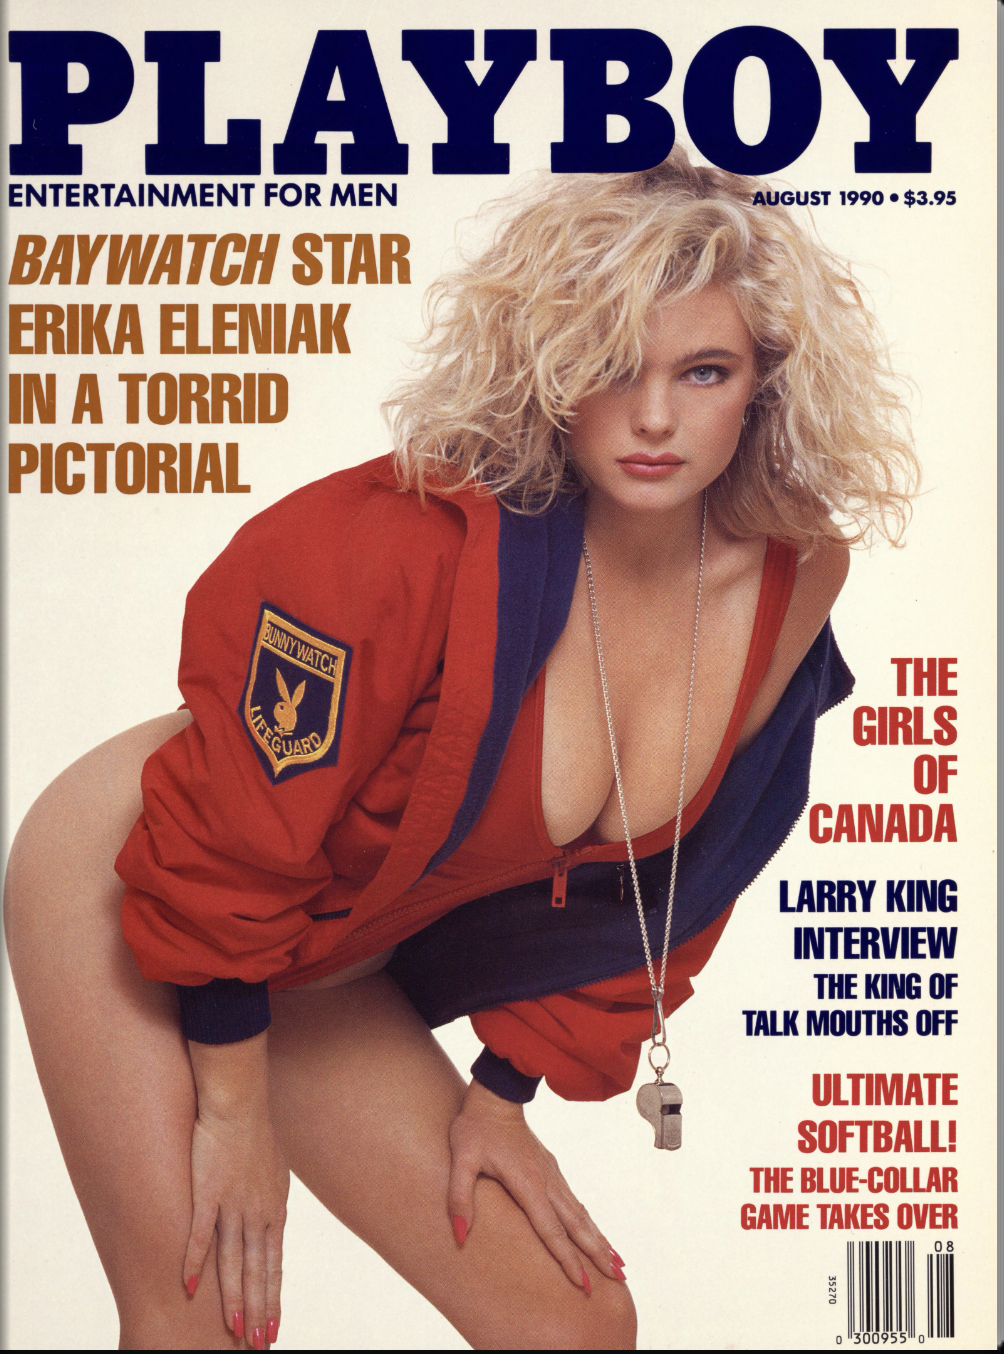 PLAYBOY
ENTERTAINMENT FOR MEN
AUGUST 1990 • $3.95
BAYWATCH STAR
ERIKA ELENIAK
IN A TORRID
PICTORIAL
BUNNYWATCH
LIFEGUARD
THE
GIRLS
OF
CANADA
LARRY KING
INTERVIEW
THE KING OF
TALK MOUTHS OFF
ULTIMATE
SOFTBALL!
THE BLUE-COLLAR
GAME TAKES OVER
08
35270
0 300955 0